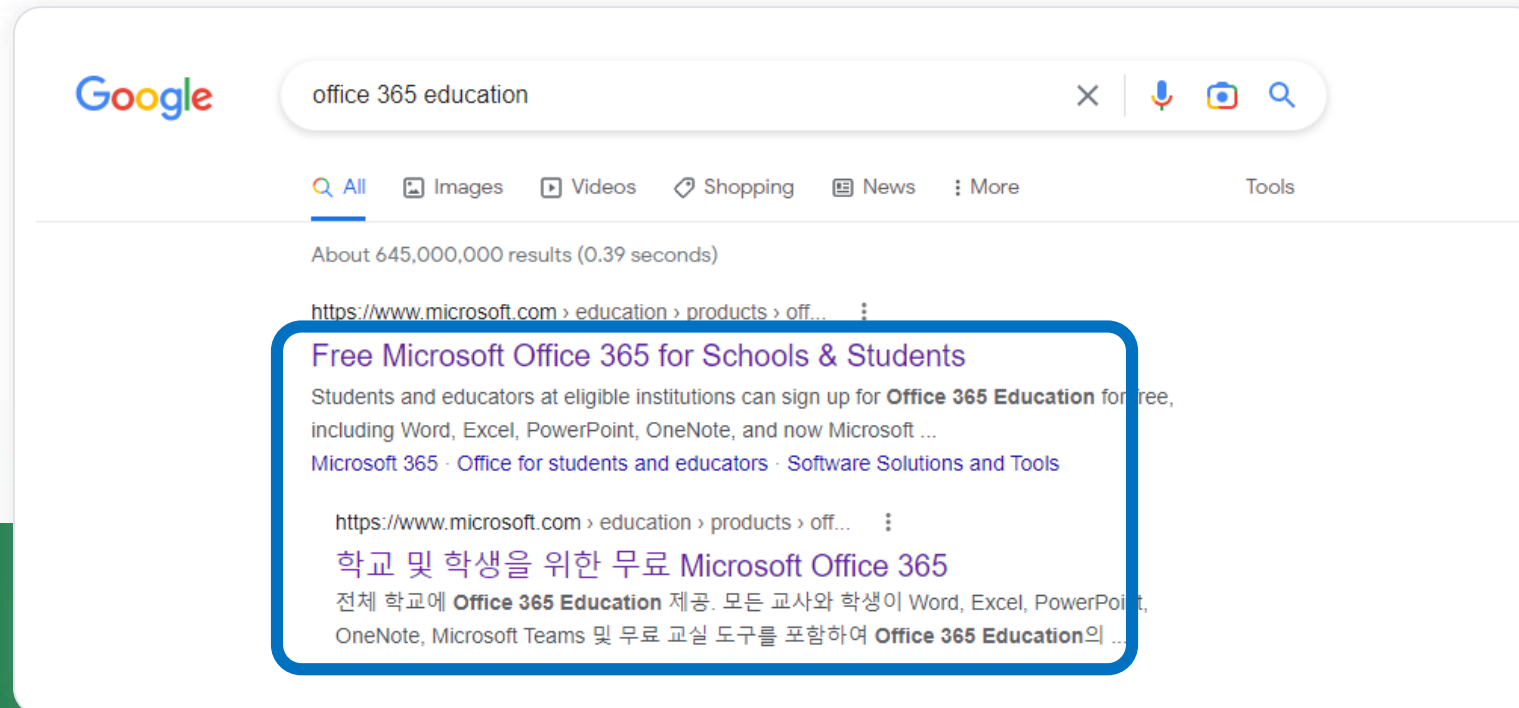 Google
office 365 education
All Images Videos Shopping News More Tools
About 645,000,000 results (0.39 seconds)
https://www.microsoft.com › education › products › off...
Free Microsoft Office 365 for Schools & Students
Students and educators at eligible institutions can sign up for Office 365 Education for free,
including Word, Excel, PowerPoint, OneNote, and now Microsoft ...
Microsoft 365 · Office for students and educators · Software Solutions and Tools
https://www.microsoft.com › education › products › off...
학교 및 학생을 위한 무료 Microsoft Office 365
전체 학교에 Office 365 Education 제공. 모든 교사와 학생이 Word, Excel, PowerPoint,
OneNote, Microsoft Teams 및 무료 교실 도구를 포함하여 Office 365 Education의 ...